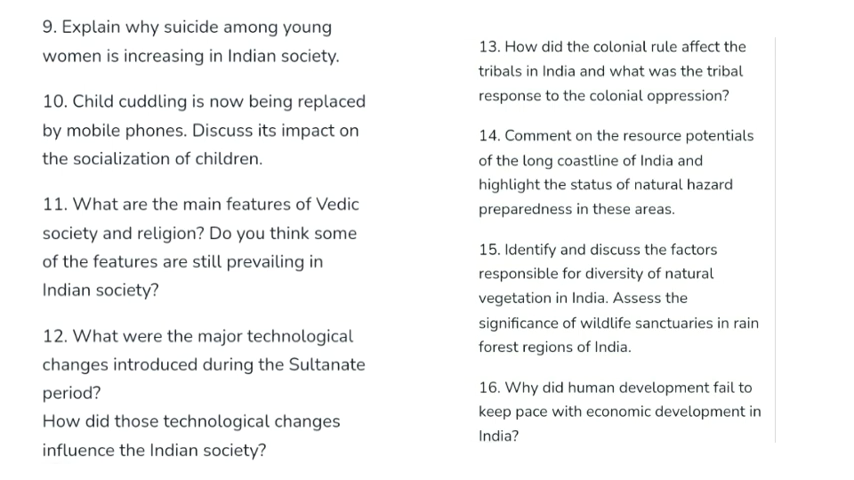 9. Explain why suicide among young
women is increasing in Indian society.
10. Child cuddling is now being replaced
by mobile phones. Discuss its impact on
the socialization of children.
11. What are the main features of Vedic
society and religion? Do you think some
of the features are still prevailing in
Indian society?
12. What were the major technological
changes introduced during the Sultanate
period?
How did those technological changes
influence the Indian society?
13. How did the colonial rule affect the
tribals in India and what was the tribal
response to the colonial oppression?
14. Comment on the resource potentials
of the long coastline of India and
highlight the status of natural hazard
preparedness in these areas.
15. Identify and discuss the factors
responsible for diversity of natural
vegetation in India. Assess the
significance of wildlife sanctuaries in rain
forest regions of India.
16. Why did human development fail to
keep pace with economic development in
India?